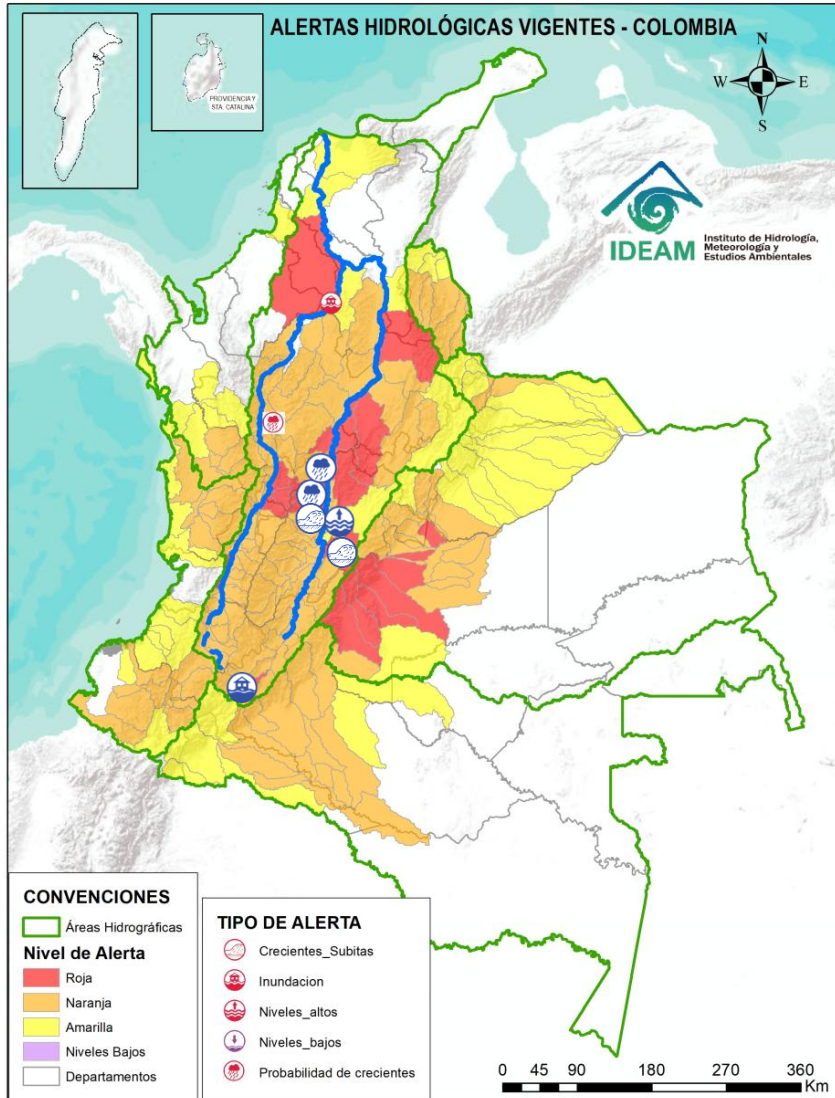 ALERTAS HIDROLÓGICAS VIGENTES - COLOMBIA
PROVIDENCIA Y
STA. CATALINA
N
W
E
S
IDEAM
Instituto de Hidrología,
Meteorología y
Estudios Ambientales
CONVENCIONES
Áreas Hidrográficas
Nivel de Alerta
Roja
Naranja
Amarilla
Niveles Bajos
Departamentos
TIPO DE ALERTA
Crecientes_Subitas
Inundacion
Niveles_altos
Niveles_bajos
Probabilidad de crecientes
0 45 90 180 270 360
Km